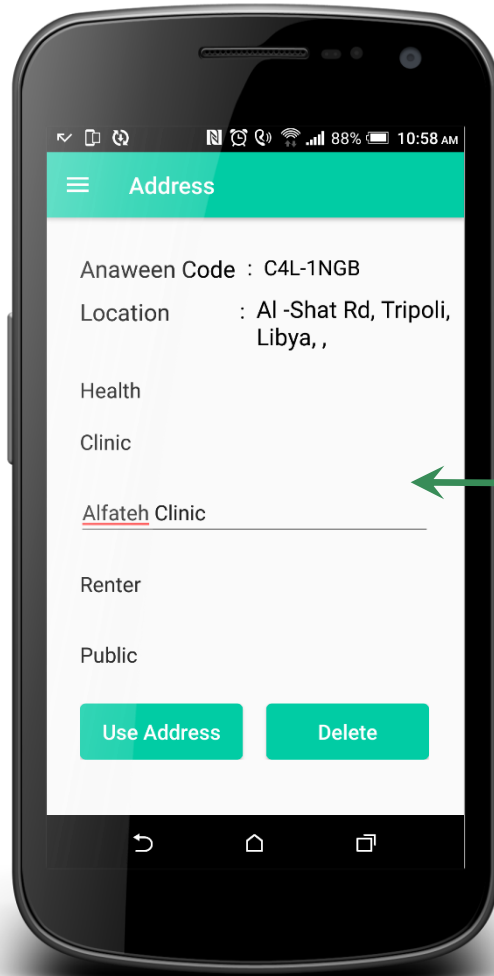 88% 10:58 AM
Address
Anaween Code : C4L-1NGB
Location : Al -Shat Rd, Tripoli,
Libya, ,
Health
Clinic
Alfateh Clinic
Renter
Public
Use Address Delete